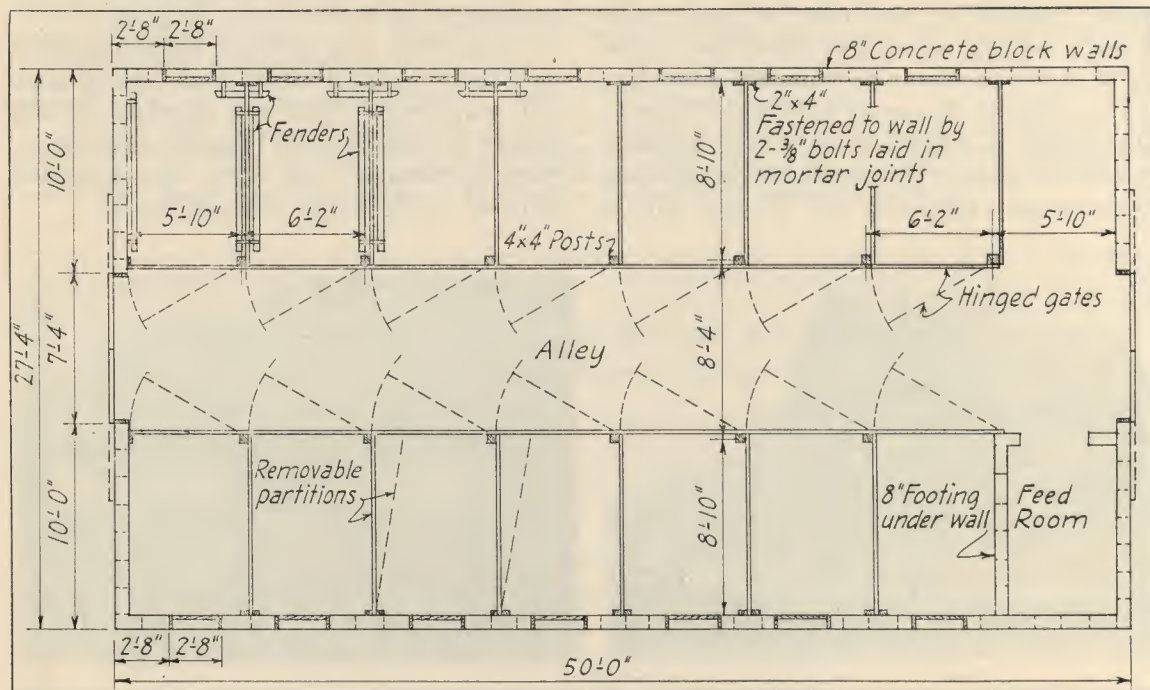 2'-8"
2'-8"
8" Concrete block walls
10'-0"
Fenders
8'-10"
2" x 4"
Fastened to wall by
2-3/8" bolts laid in
mortar joints
5'-10"
6'-2"
4" x 4" Posts
6'-2"
5'-10"
Hinged gates
27'-4"
7'-4"
Alley
8'-4"
10'-0"
Removable
partitions
8'-10"
8" Footing
under wall
Feed
Room
2'-8"
2'-8"
50'-0"